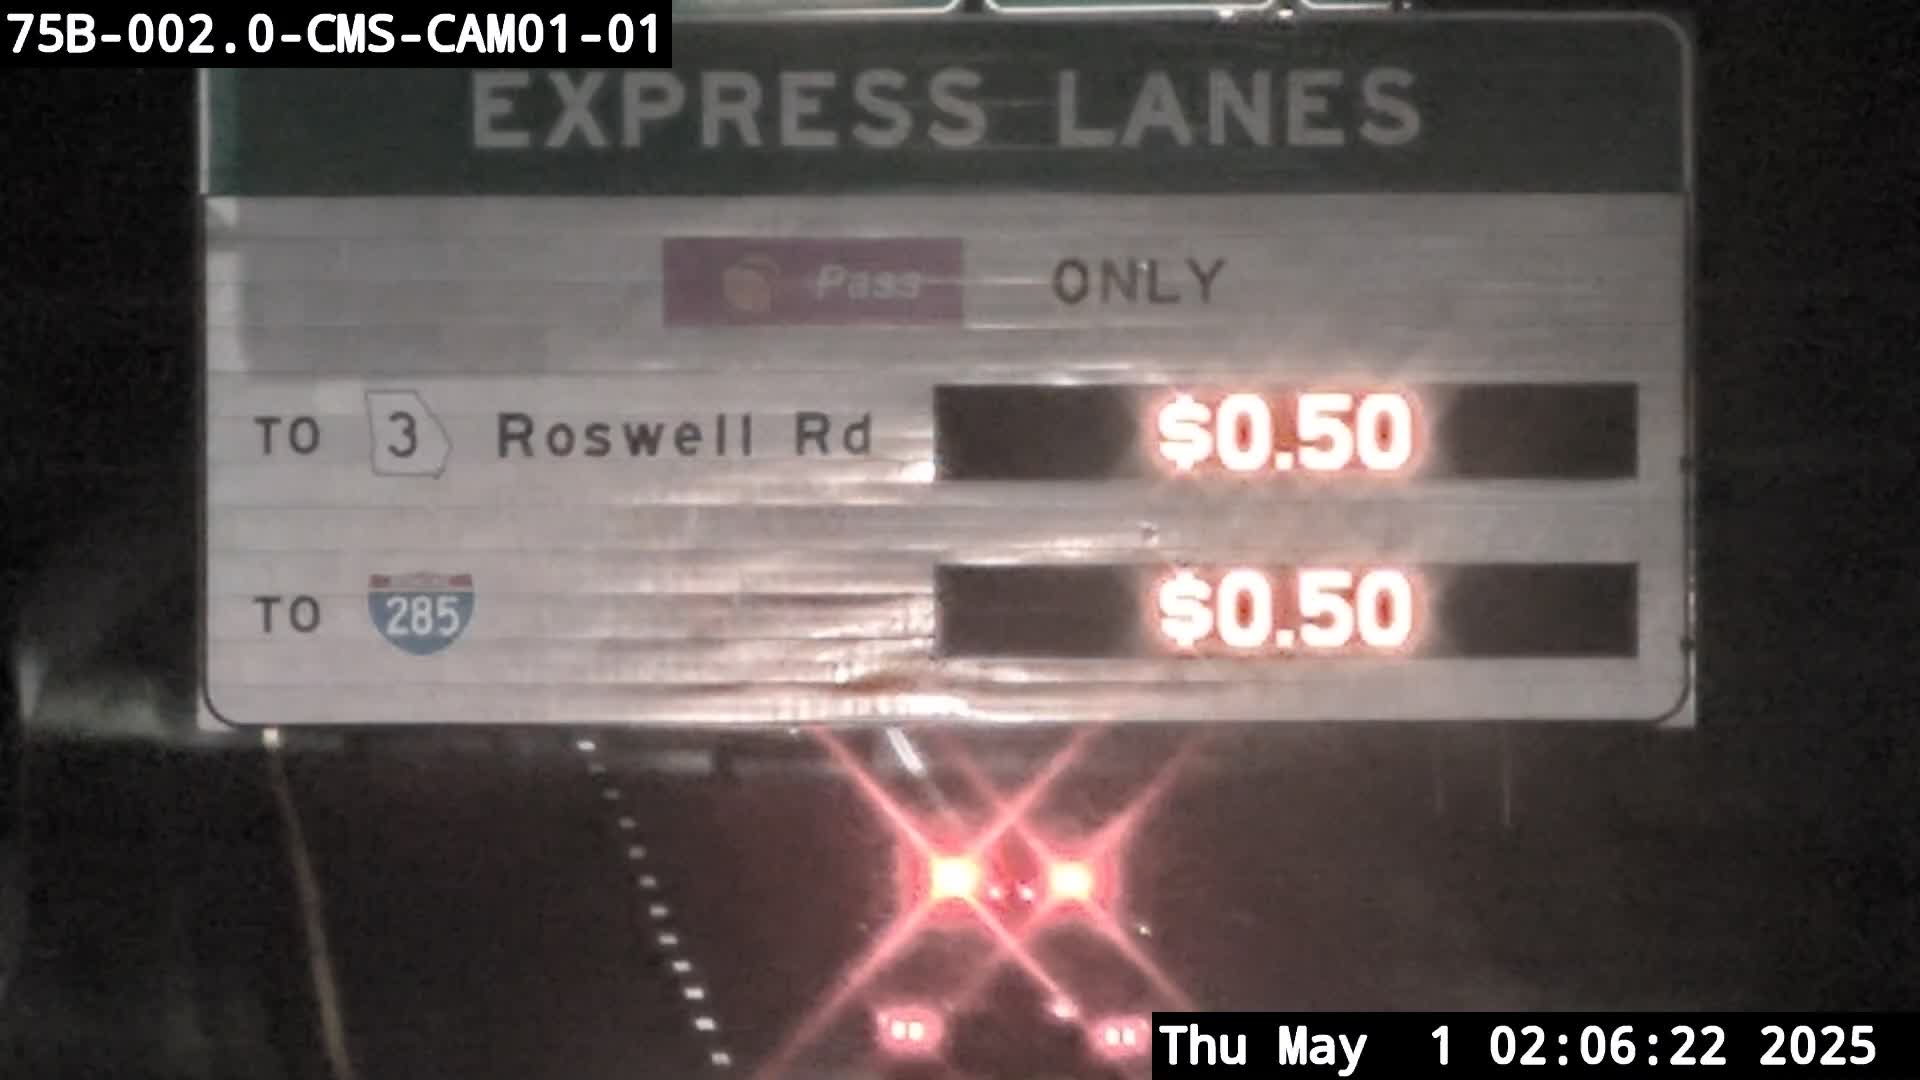 75B-002.0-CMS-CAM01-01
EXPRESS LANES
Pass ONLY
TO 3 Roswell Rd $0.50
TO 285 $0.50
Thu May 1 02:06:22 2025